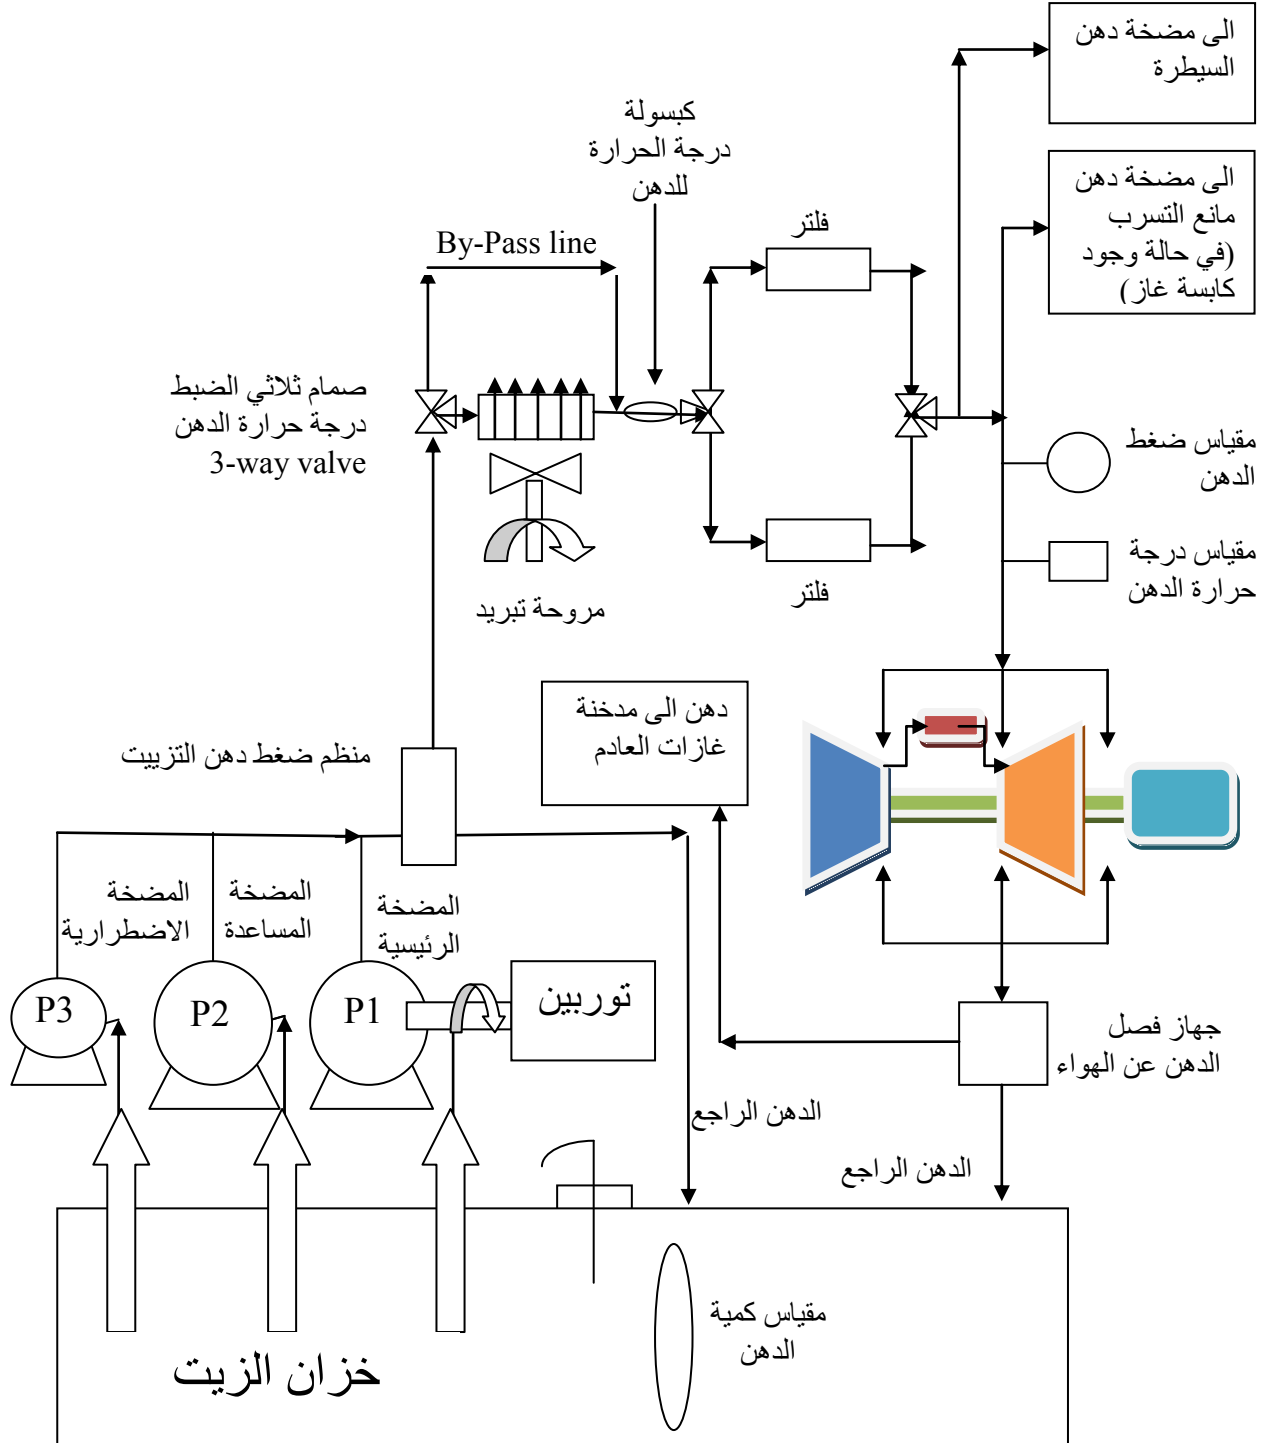 الى مضخة دهن
السيطرة
كبسولة
درجة الحرارة
للدهن
الى مضخة دهن
مانع التسرب
(في حالة وجود
كابسة غاز)
فلتر
By-Pass line
صمام ثلاثي الضبط
درجة حرارة الدهن
3-way valve
مقياس ضغط
الدهن
مقياس درجة
حرارة الدهن
فلتر
مروحة تبريد
دهن الى مدخنة
غازات العادم
منظم ضغط دهن التزييت
المضخة
الرئيسية
المضخة
المساعدة
المضخة
الاضطرارية
P3
P2
P1
توربين
جهاز فصل
الدهن عن الهواء
الدهن الراجع
الدهن الراجع
مقياس كمية
الدهن
خزان الزيت